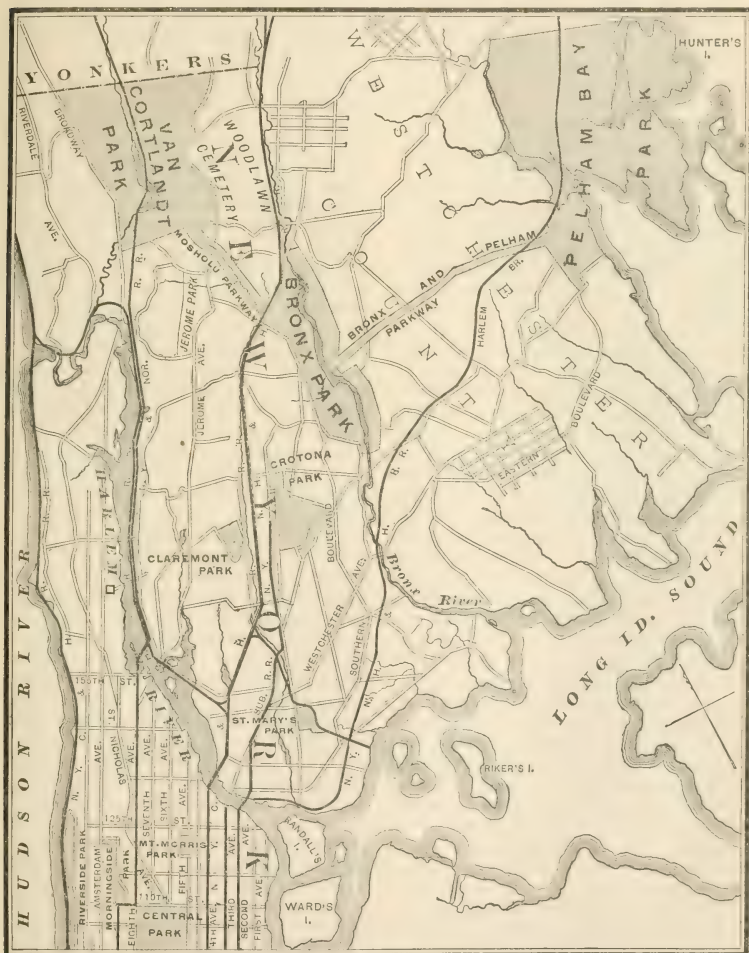 YONKERS
HUNTER'S
I.
WESTCHESTER
PELHAM BAY
PARK
VAN
CORTLANDT
PARK
RIVERDALE
AVE.
BROADWAY
WOODLAWN
CEMETERY
MOSHOLU PARKWAY
JEROME PARK
JEROME AVE.
BRONX PARK
BRONX AND PELHAM
PARKWAY
HARLEM
BR.
R. R.
NOR.
NEW YORK
CROTONA
PARK
BOULEVARD
EASTERN
BOULEVARD
CLAREMONT
PARK
HARLEM
RIVER
Bronx
River
WESTCHESTER AVE.
SOUTHERN
SUB. R. R.
ST. MARY'S
PARK
LONG ID. SOUND
RIKER'S I.
HUDSON RIVER
155TH ST.
ST. NICHOLAS
AVE.
125TH ST.
110TH ST.
RIVERSIDE PARK
AMSTERDAM AVE.
MORNINGSIDE
PARK
EIGHTH AVE.
SEVENTH AVE.
SIXTH AVE.
MT. MORRIS
PARK
FIFTH AVE.
CENTRAL
PARK
4TH AVE.
N. Y. C.
THIRD AVE.
SECOND AVE.
FIRST AVE.
RANDALL'S
I.
WARD'S
I.